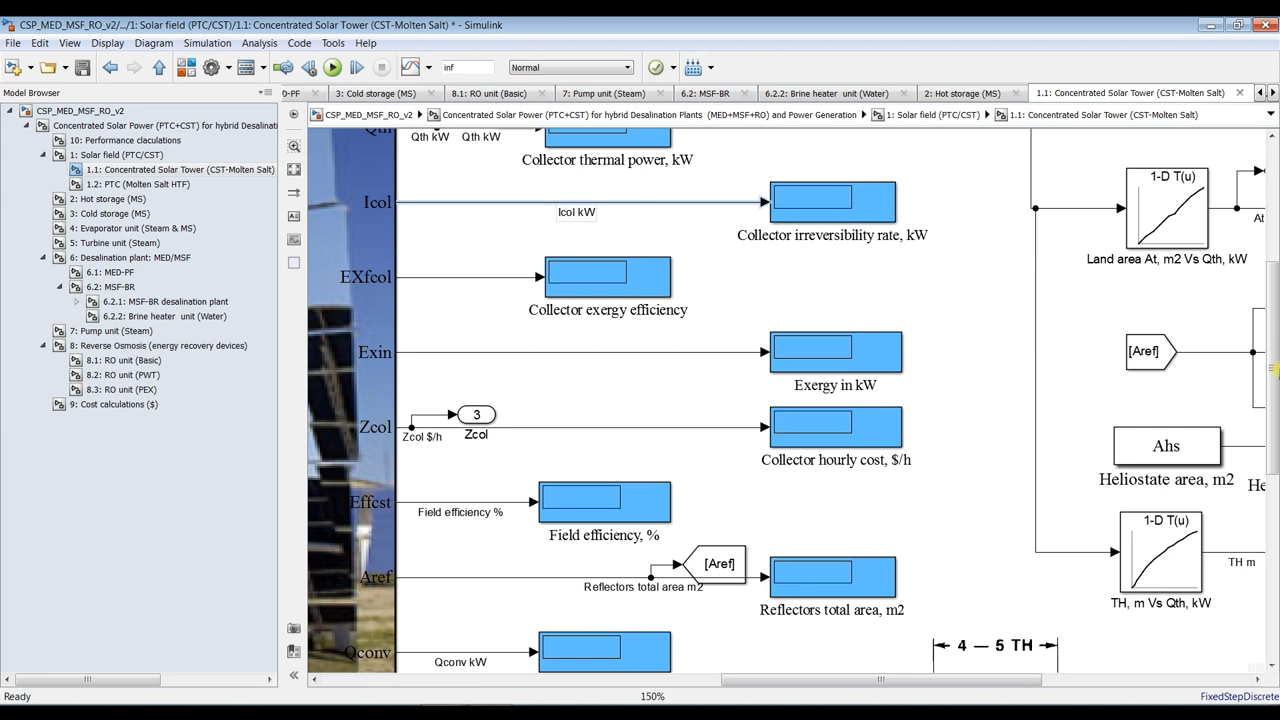 CSP_MED_MSF_RO_v2/.../1: Solar field (PTC/CST)/1.1: Concentrated Solar Tower (CST-Molten Salt) * - Simulink
File Edit View Display Diagram Simulation Analysis Code Tools Help
inf Normal
Model Browser
D-PF 3: Cold storage (MS) 8.1: RO unit (Basic) 7: Pump unit (Steam) 6.2: MSF-BR 6.2.2: Brine heater unit (Water) 2: Hot storage (MS) 1.1: Concentrated Solar Tower (CST-Molten Salt)
CSP_MED_MSF_RO_v2 Concentrated Solar Power (PTC+CST) for hybrid Desalination Plants (MED+MSF+RO) and Power Generation 1: Solar field (PTC/CST) 1.1: Concentrated Solar Tower (CST-Molten Salt)
CSP_MED_MSF_RO_v2
Concentrated Solar Power (PTC+CST) for hybrid Desalinati
10: Performance claculations
1: Solar field (PTC/CST)
1.1: Concentrated Solar Tower (CST-Molten Salt)
1.2: PTC (Molten Salt HTF)
2: Hot storage (MS)
3: Cold storage (MS)
4: Evaporator unit (Steam & MS)
5: Turbine unit (Steam)
6: Desalination plant: MED/MSF
6.1: MED-PF
6.2: MSF-BR
6.2.1: MSF-BR desalination plant
6.2.2: Brine heater unit (Water)
7: Pump unit (Steam)
8: Reverse Osmosis (energy recovery devices)
8.1: RO unit (Basic)
8.2: RO unit (PWT)
8.3: RO unit (PEX)
9: Cost calculations ($)
Qth
Qth kW Qth kW
Collector thermal power, kW
Icol
Icol kW
Collector irreversibility rate, kW
EXfcol
Collector exergy efficiency
Exin
Exergy in kW
Zcol
3
Zcol $/h Zcol
Collector hourly cost, $/h
Effcst
Field efficiency %
Field efficiency, %
[Aref]
Aref
Reflectors total area m2
Reflectors total area, m2
Qconv
Qconv kW
1-D T(u)
At
Land area At, m2 Vs Qth, kW
[Aref]
Ahs
Heliostate area, m2
He
1-D T(u)
TH m
TH, m Vs Qth, kW
4 — 5 TH
Ready 150% FixedStepDiscrete